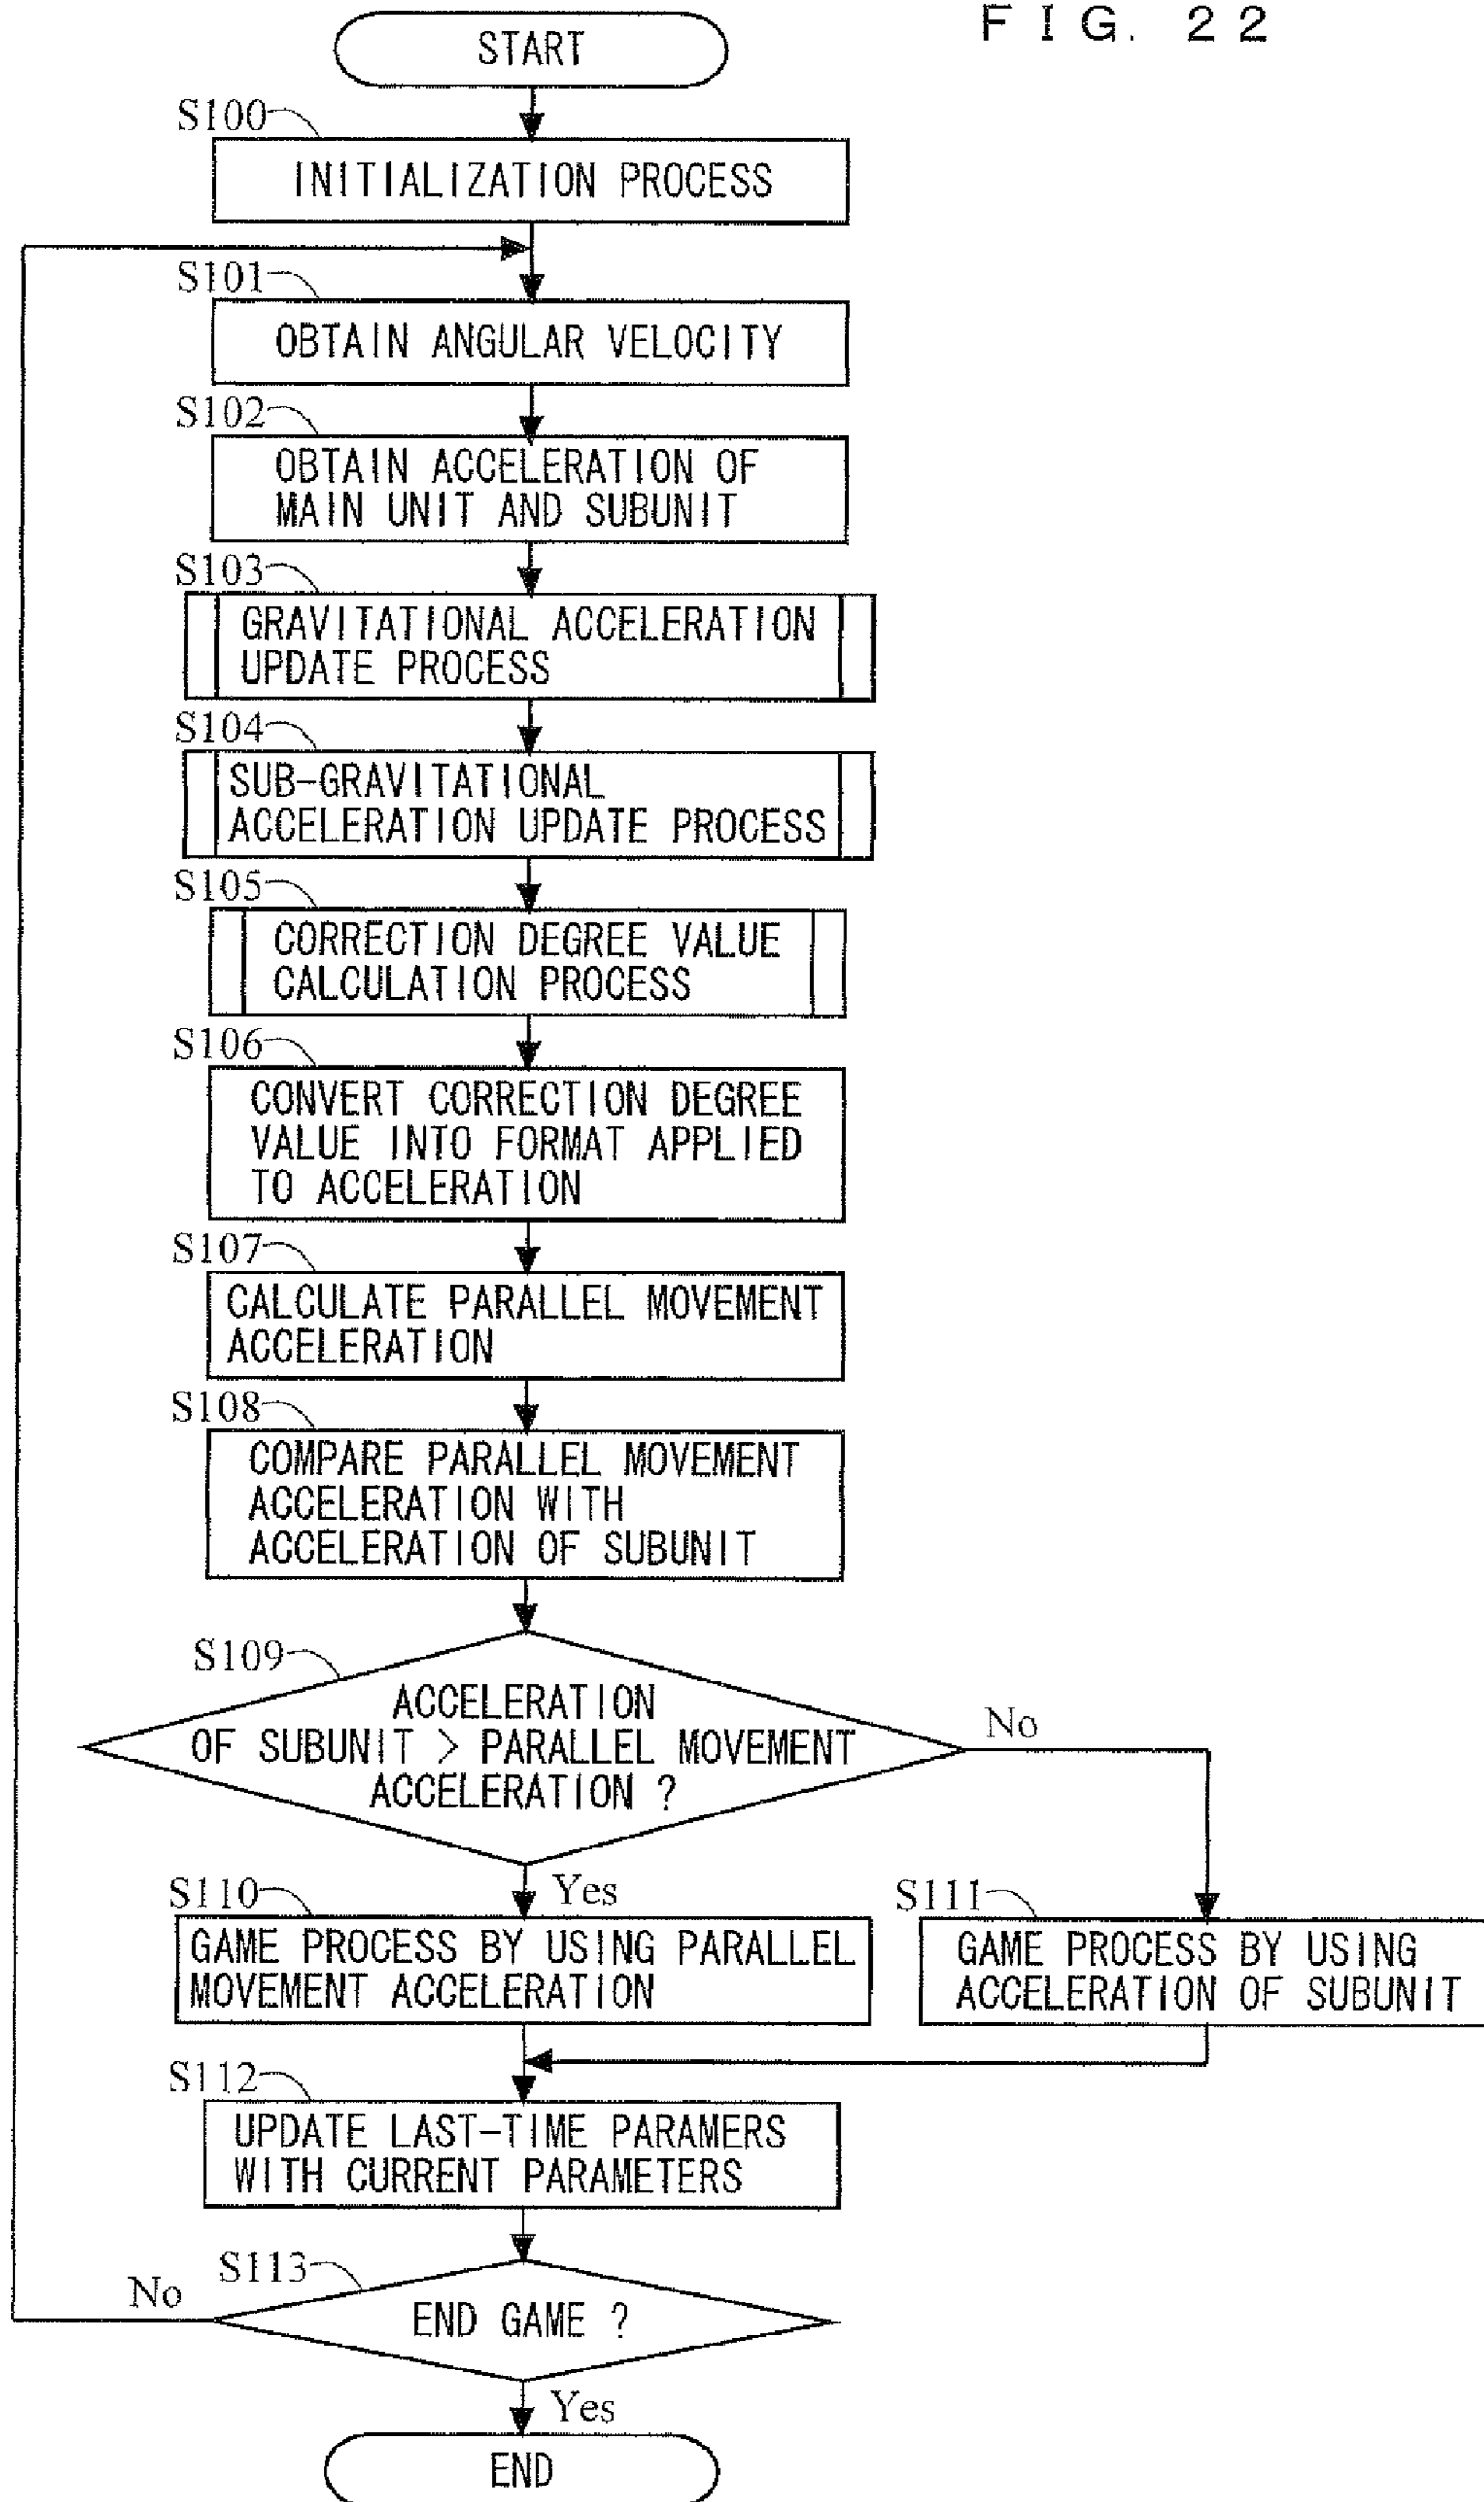 FIG. 22
START
S100
INITIALIZATION PROCESS
S101
OBTAIN ANGULAR VELOCITY
S102
OBTAIN ACCELERATION OF
MAIN UNIT AND SUBUNIT
S103
GRAVITATIONAL ACCELERATION
UPDATE PROCESS
S104
SUB-GRAVITATIONAL
ACCELERATION UPDATE PROCESS
S105
CORRECTION DEGREE VALUE
CALCULATION PROCESS
S106
CONVERT CORRECTION DEGREE
VALUE INTO FORMAT APPLIED
TO ACCELERATION
S107
CALCULATE PARALLEL MOVEMENT
ACCELERATION
S108
COMPARE PARALLEL MOVEMENT
ACCELERATION WITH
ACCELERATION OF SUBUNIT
S109
ACCELERATION
OF SUBUNIT > PARALLEL MOVEMENT
ACCELERATION ?
No
Yes
S110
GAME PROCESS BY USING PARALLEL
MOVEMENT ACCELERATION
S111
GAME PROCESS BY USING
ACCELERATION OF SUBUNIT
S112
UPDATE LAST-TIME PARAMERS
WITH CURRENT PARAMETERS
S113
No
END GAME ?
Yes
END